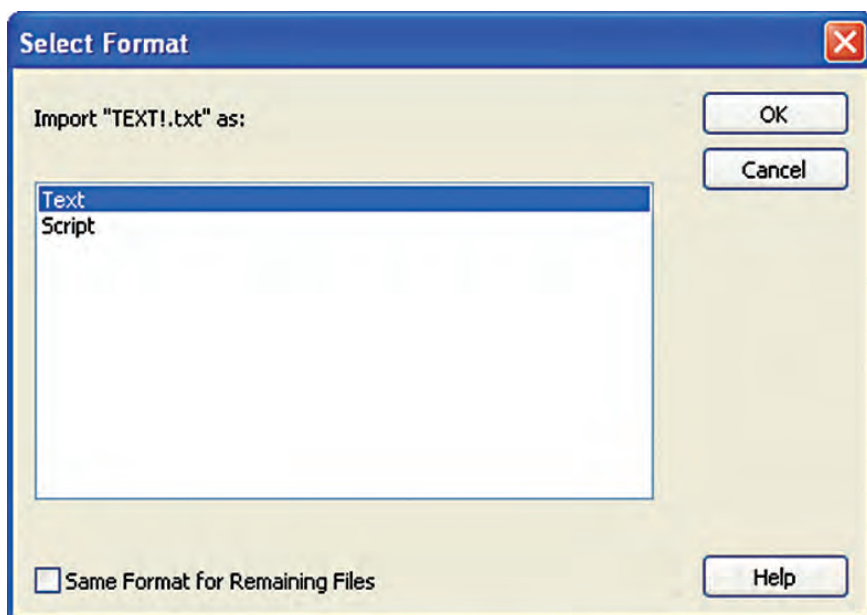 Select Format
Import "TEXT!.txt" as:
OK
Cancel
Text
Script
Same Format for Remaining Files
Help